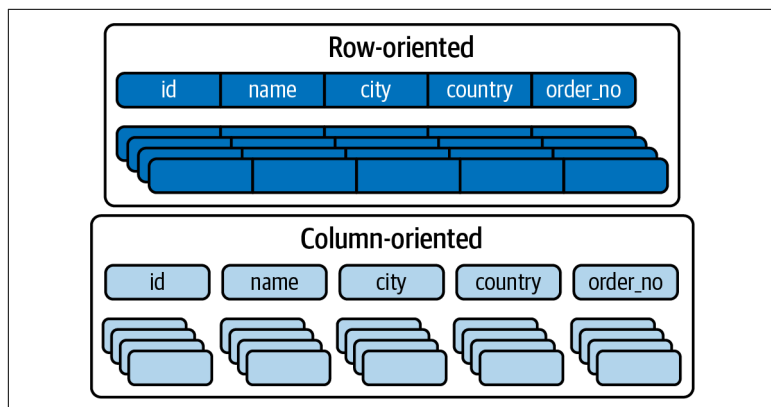 Row-oriented
id name city country order_no
Column-oriented
id name city country order_no